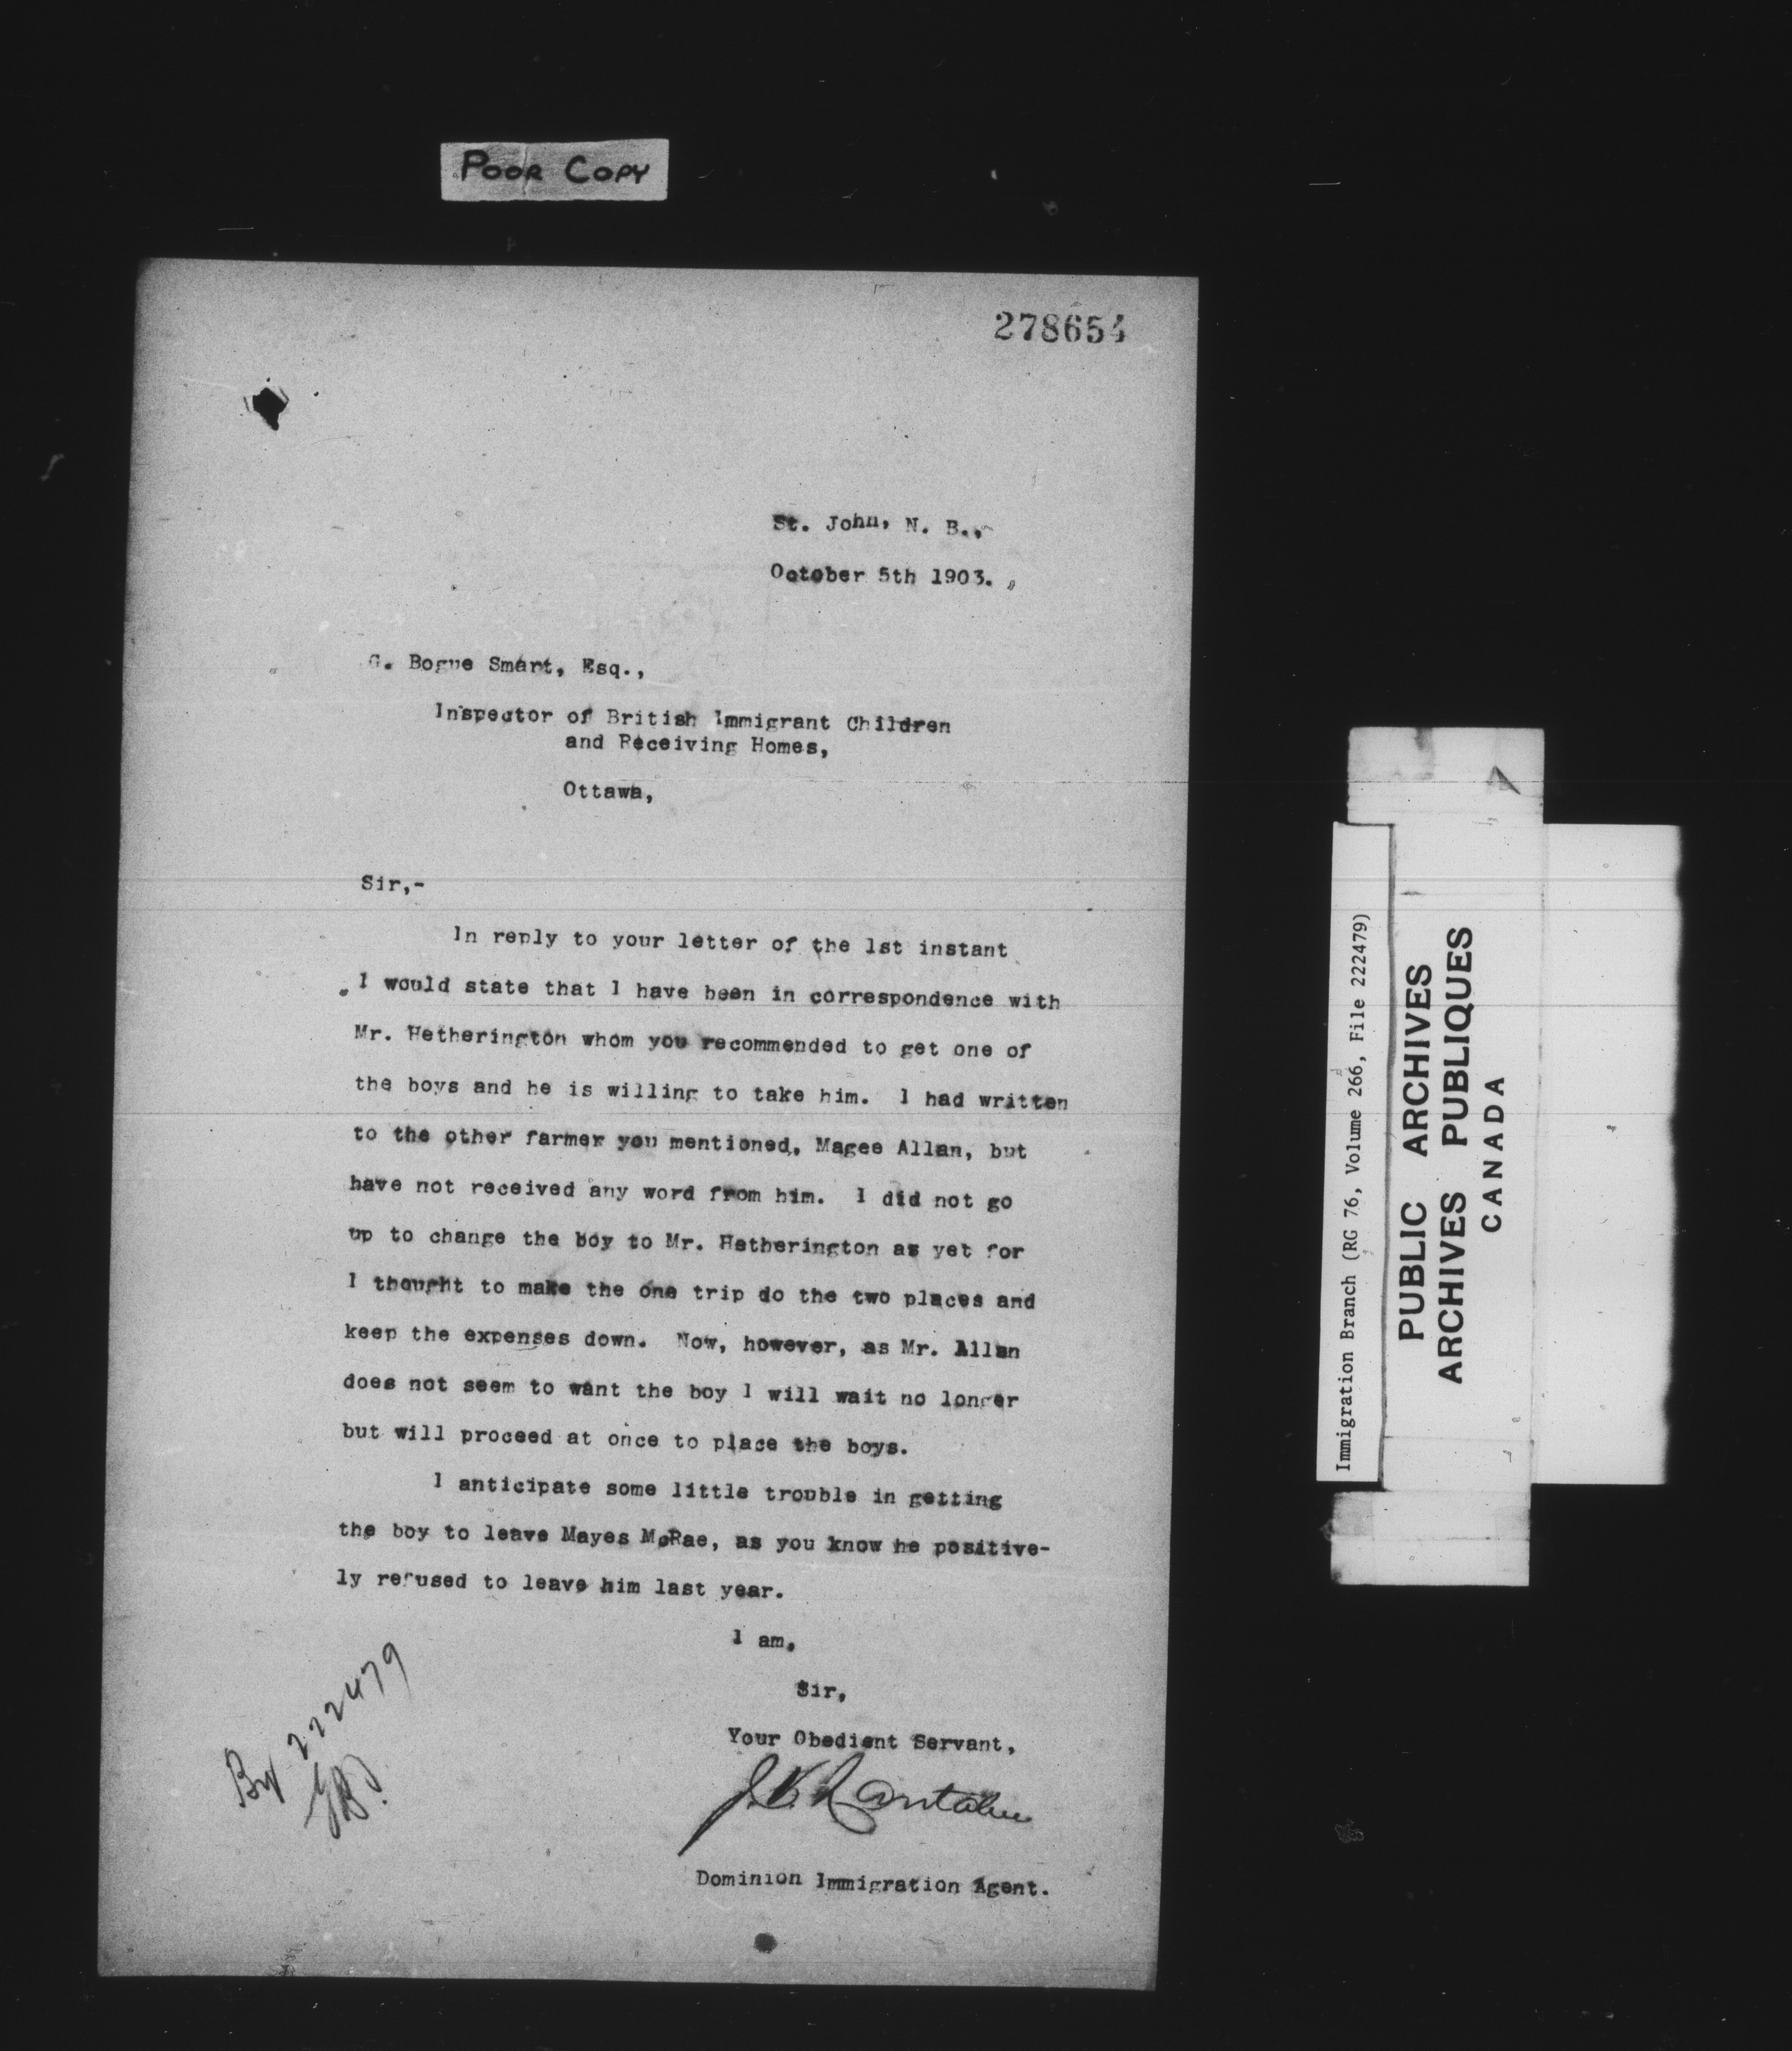 POOR COPY
278654
St. John, N. B.,
October 5th 1903.
G. Bogue Smart, Esq.,
Inspector of British Immigrant Children
and Receiving Homes,
Ottawa,
Sir,-
In reply to your letter of the 1st instant
I would state that I have been in correspondence with
Mr. Hetherington whom you recommended to get one of
the boys and he is willing to take him. I had written
to the other farmer you mentioned, Magee Allan, but
have not received any word from him. I did not go
up to change the boy to Mr. Hetherington as yet for
I thought to make the one trip do the two places and
keep the expenses down. Now, however, as Mr. Allan
does not seem to want the boy I will wait no longer
but will proceed at once to place the boys.
I anticipate some little trouble in getting
the boy to leave Mayes McRae, as you know he positive-
ly refused to leave him last year.
I am,
Sir,
Your Obedient Servant,
Dominion Immigration Agent.
222479
Immigration Branch (RG 76, Volume 266, File 222479)
PUBLIC ARCHIVES
ARCHIVES PUBLIQUES
CANADA